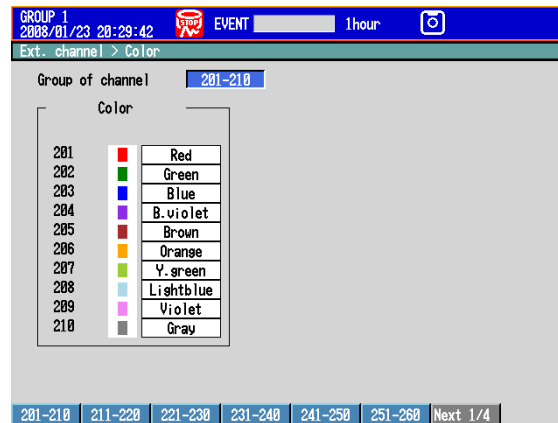 GROUP 1
2008/01/23 20:29:42 STOP EVENT 1hour
Ext. channel > Color
Group of channel 201-210
Color
201 Red
202 Green
203 Blue
204 B.violet
205 Brown
206 Orange
207 Y.green
208 Lightblue
209 Violet
210 Gray
201-210 211-220 221-230 231-240 241-250 251-260 Next 1/4